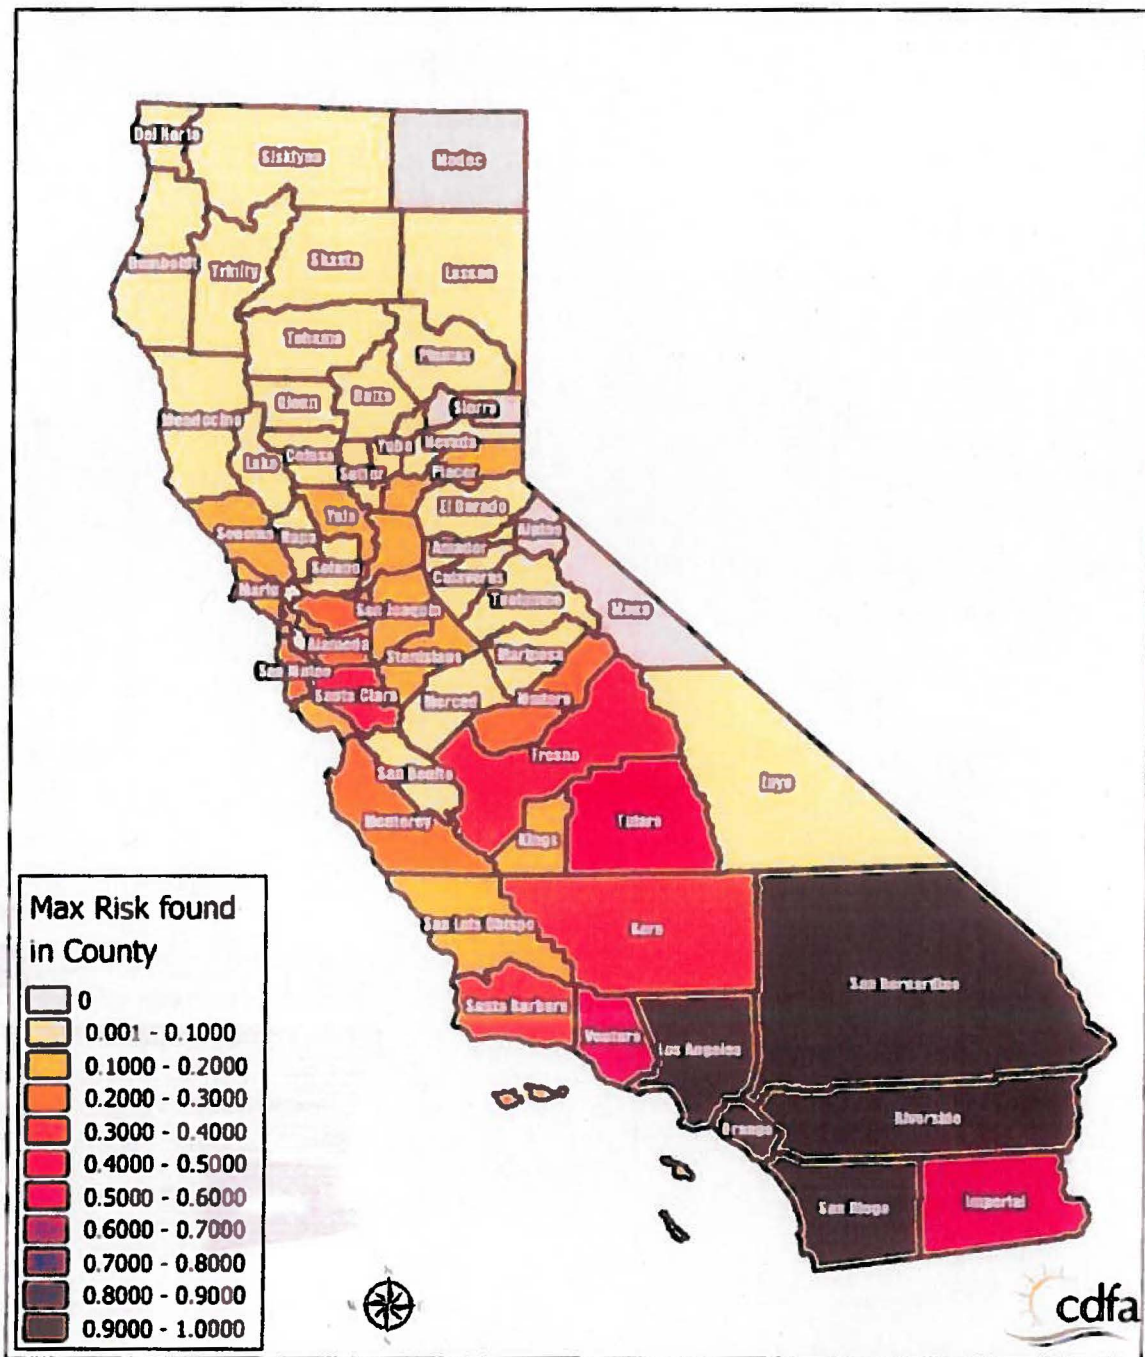 Del Norte
Siskiyou
Modoc
Humboldt
Trinity
Shasta
Lassen
Tehama
Plumas
Mendocino
Glenn
Butte
Sierra
Lake
Colusa
Sutter
Yuba
Nevada
Placer
Sonoma
Napa
Yolo
El Dorado
Alpine
Marin
Solano
Amador
Calaveras
San Joaquin
Tuolumne
Mono
Alameda
Stanislaus
Mariposa
San Mateo
Santa Clara
Merced
Madera
Fresno
San Benito
Inyo
Monterey
Kings
Tulare
San Luis Obispo
Kern
San Bernardino
Santa Barbara
Ventura
Los Angeles
Orange
Riverside
San Diego
Imperial
Max Risk found
in County
0
0.001 - 0.1000
0.1000 - 0.2000
0.2000 - 0.3000
0.3000 - 0.4000
0.4000 - 0.5000
0.5000 - 0.6000
0.6000 - 0.7000
0.7000 - 0.8000
0.8000 - 0.9000
0.9000 - 1.0000
cdfa